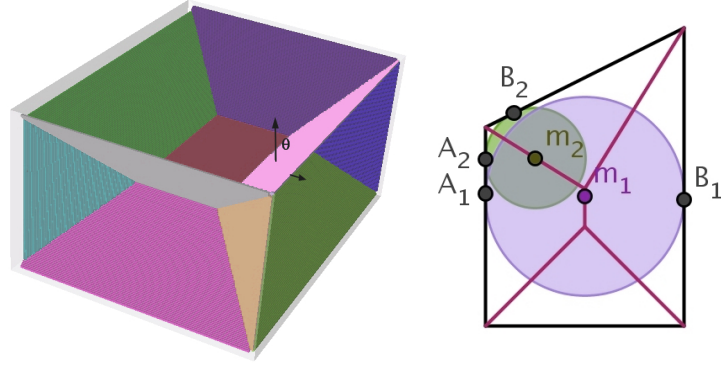 θ
B₂
A₂
m₂
A₁
m₁
B₁